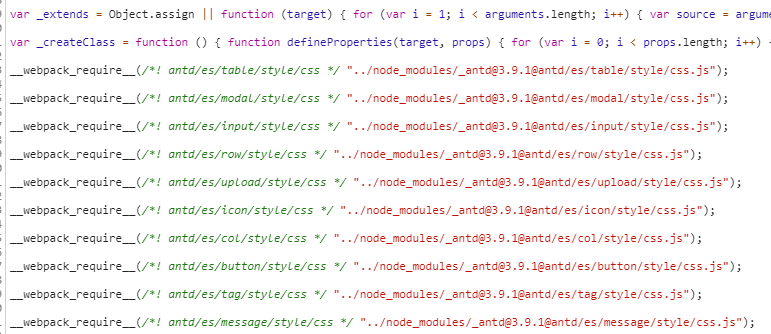 var _extends = Object.assign || function (target) { for (var i = 1; i < arguments.length; i++) { var source = argume
var _createClass = function () { function defineProperties(target, props) { for (var i = 0; i < props.length; i++) {
__webpack_require__(/*! antd/es/table/style/css */ "../node_modules/_antd@3.9.1@antd/es/table/style/css.js");
__webpack_require__(/*! antd/es/modal/style/css */ "../node_modules/_antd@3.9.1@antd/es/modal/style/css.js");
__webpack_require__(/*! antd/es/input/style/css */ "../node_modules/_antd@3.9.1@antd/es/input/style/css.js");
__webpack_require__(/*! antd/es/row/style/css */ "../node_modules/_antd@3.9.1@antd/es/row/style/css.js");
__webpack_require__(/*! antd/es/upload/style/css */ "../node_modules/_antd@3.9.1@antd/es/upload/style/css.js");
__webpack_require__(/*! antd/es/icon/style/css */ "../node_modules/_antd@3.9.1@antd/es/icon/style/css.js");
__webpack_require__(/*! antd/es/col/style/css */ "../node_modules/_antd@3.9.1@antd/es/col/style/css.js");
__webpack_require__(/*! antd/es/button/style/css */ "../node_modules/_antd@3.9.1@antd/es/button/style/css.js");
__webpack_require__(/*! antd/es/tag/style/css */ "../node_modules/_antd@3.9.1@antd/es/tag/style/css.js");
__webpack_require__(/*! antd/es/message/style/css */ "../node_modules/_antd@3.9.1@antd/es/message/style/css.js");